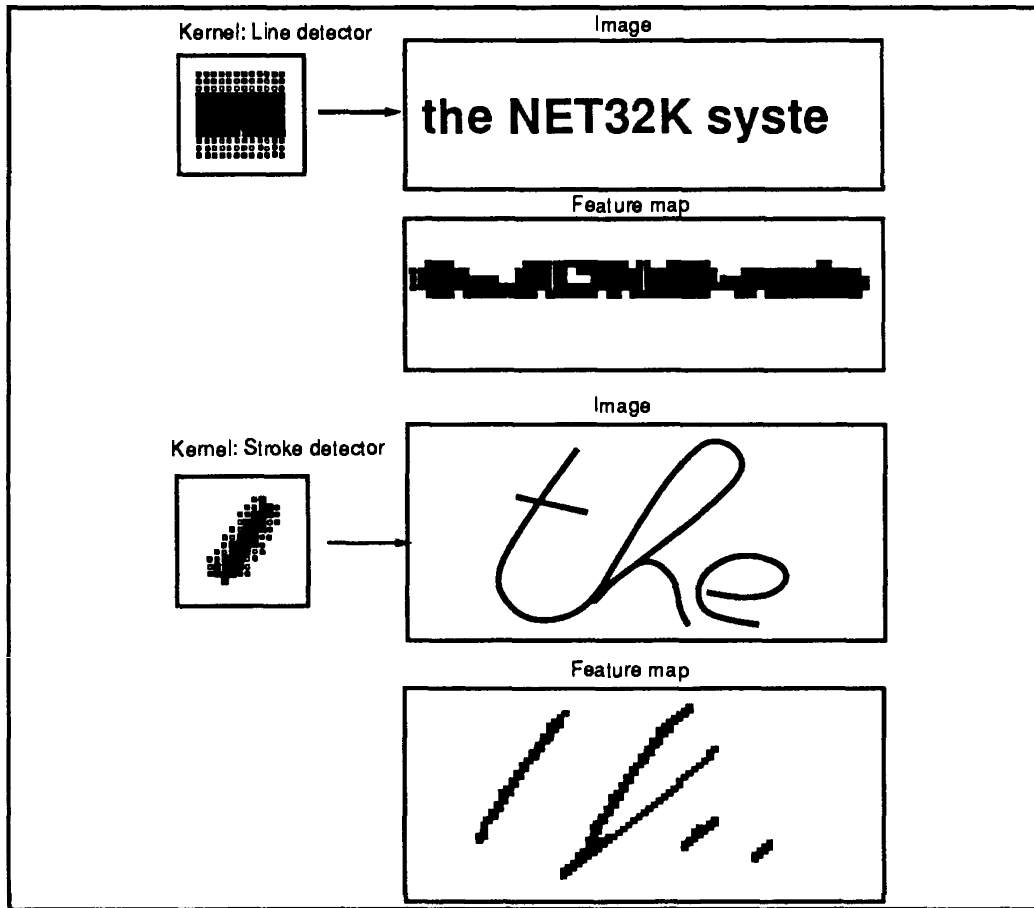 Kernel: Line detector
Image
the NET32K syste
Feature map
Image
Kernel: Stroke detector
the
Feature map